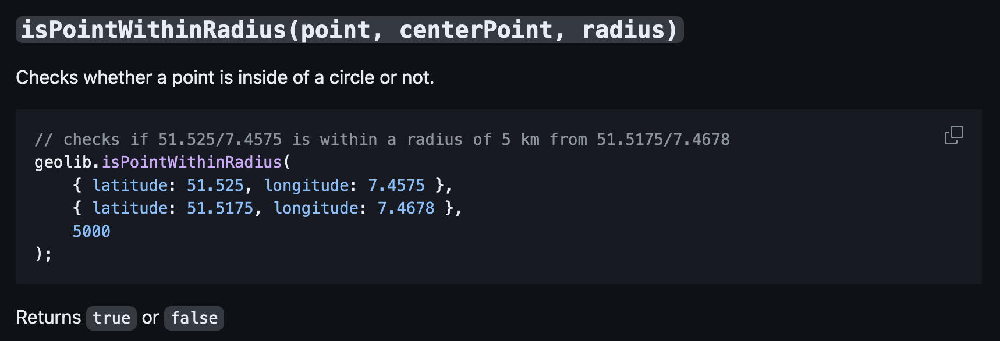 isPointWithinRadius(point, centerPoint, radius)
Checks whether a point is inside of a circle or not.
// checks if 51.525/7.4575 is within a radius of 5 km from 51.5175/7.4678
geolib.isPointWithinRadius(
    { latitude: 51.525, longitude: 7.4575 },
    { latitude: 51.5175, longitude: 7.4678 },
    5000
);
Returns true or false